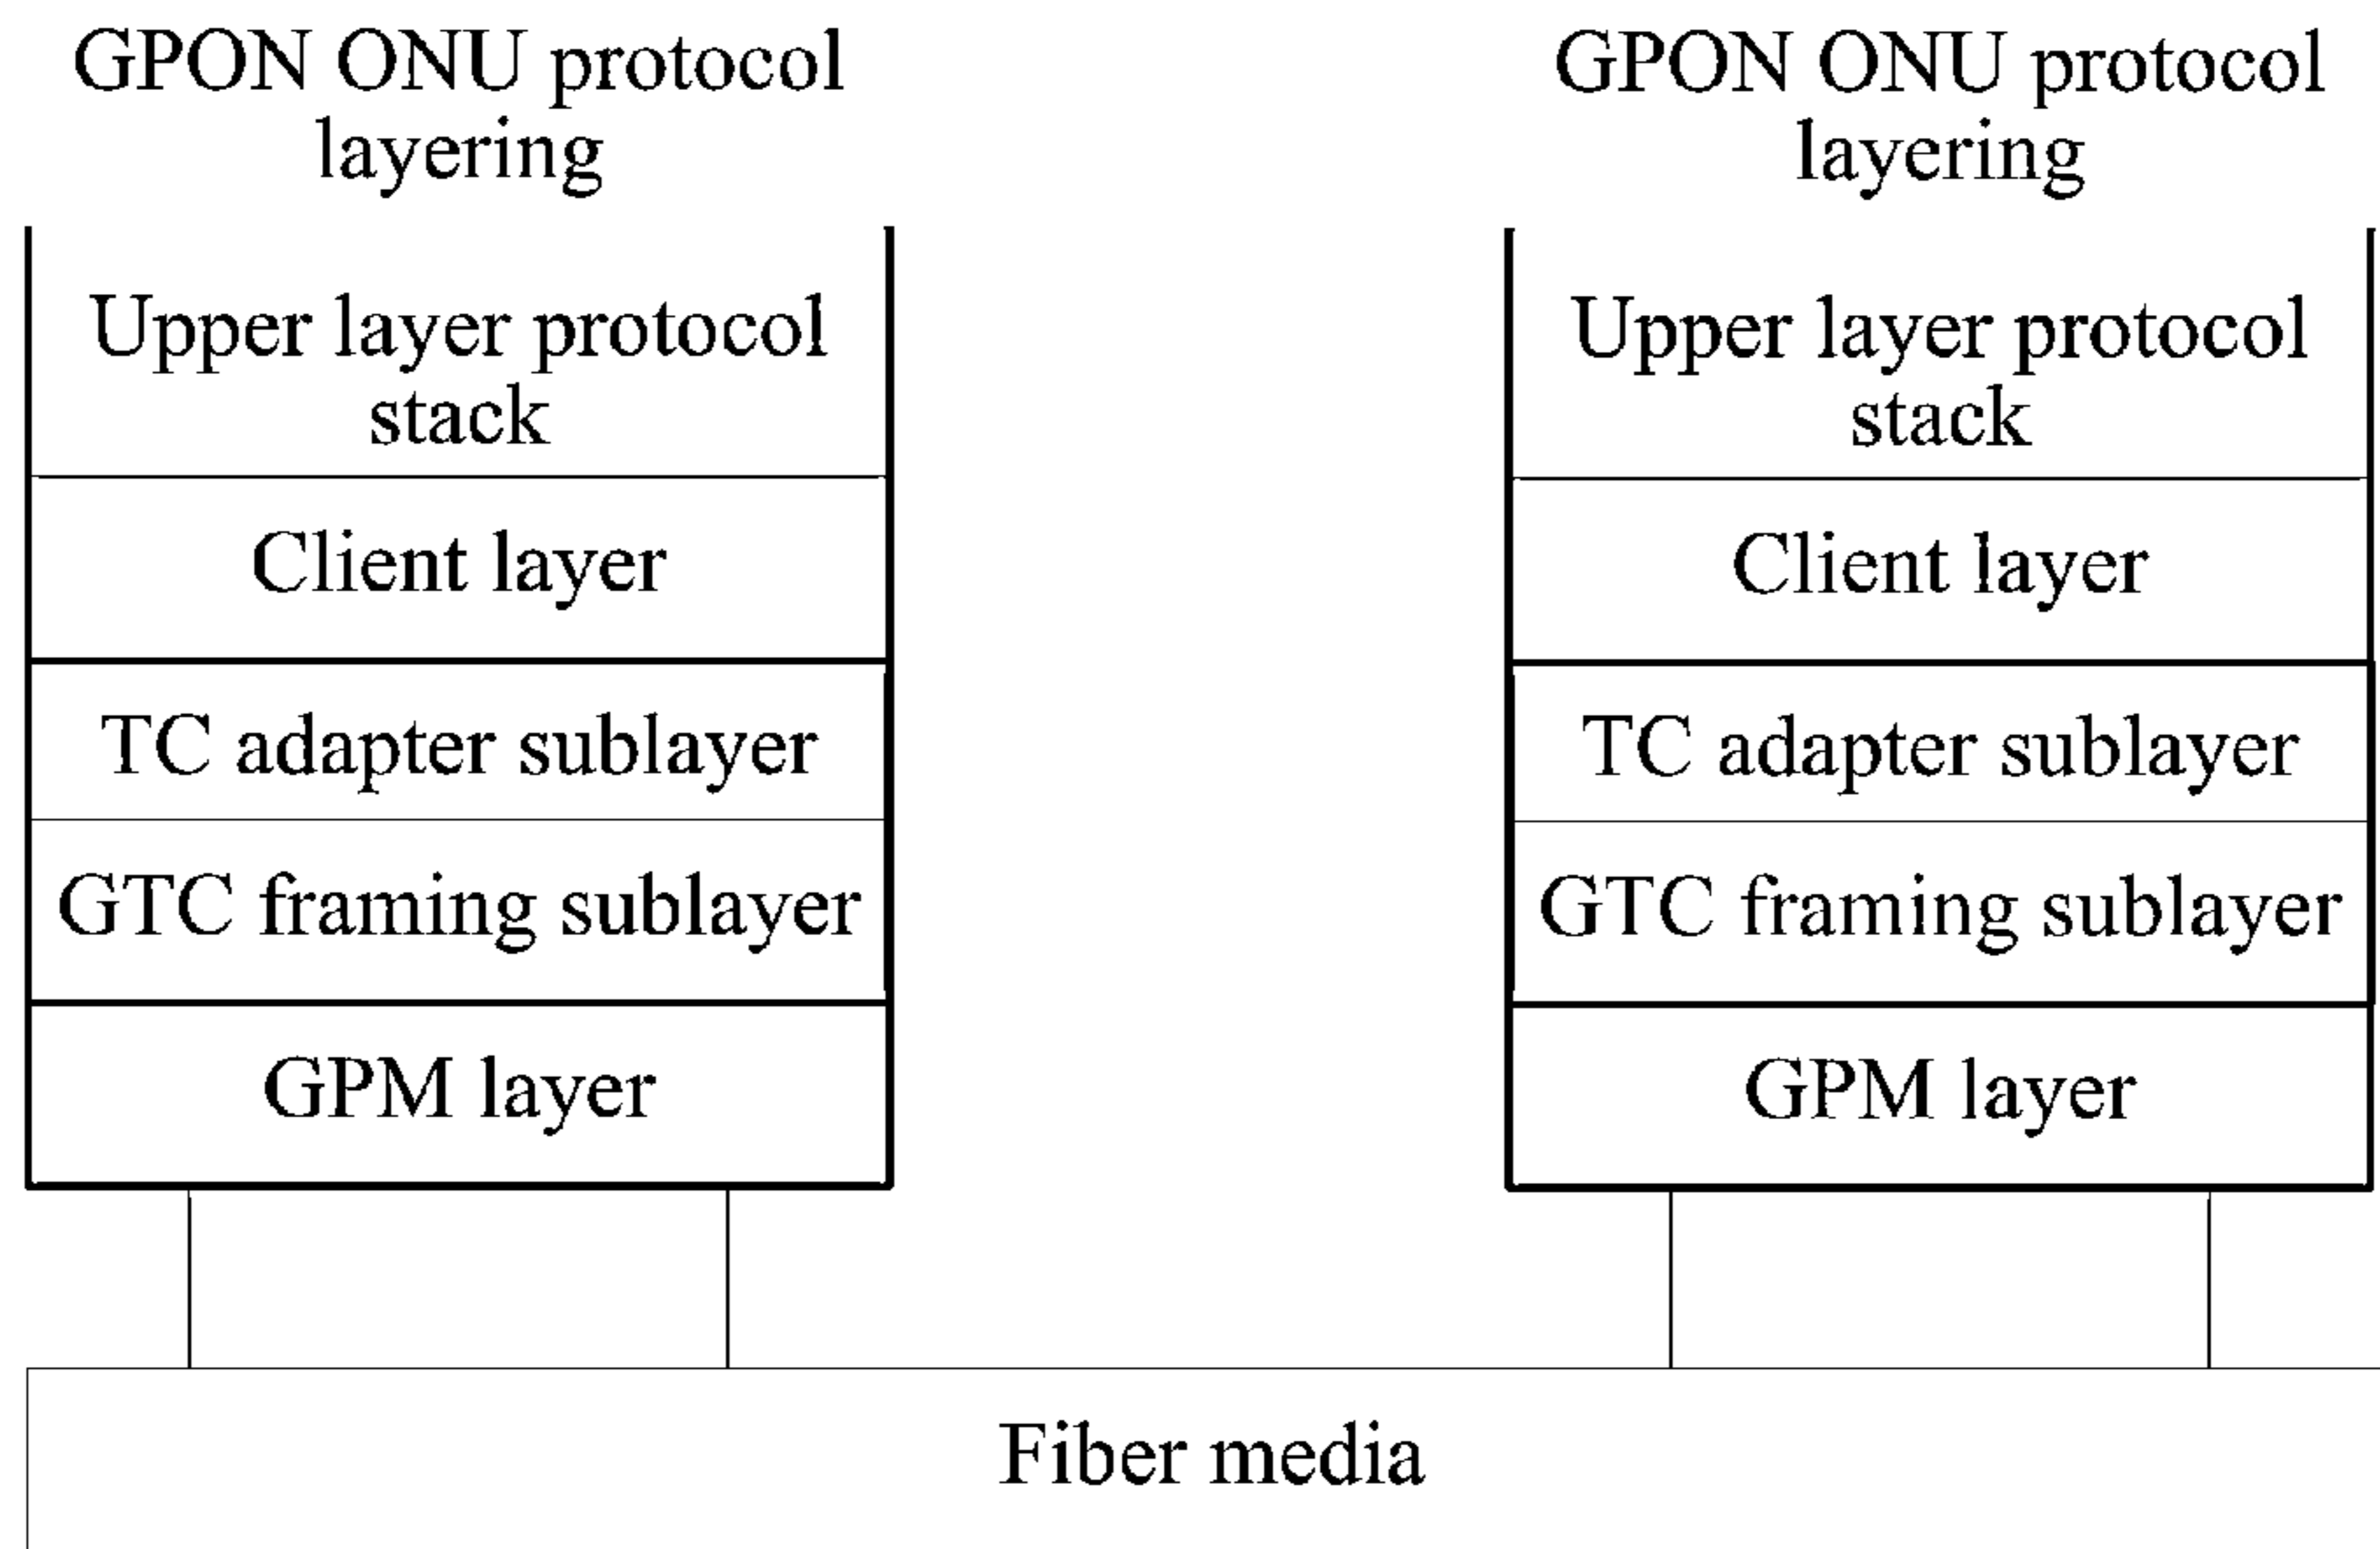 GPON ONU protocol
layering
Upper layer protocol
stack
Client layer
TC adapter sublayer
GTC framing sublayer
GPM layer
GPON ONU protocol
layering
Upper layer protocol
stack
Client layer
TC adapter sublayer
GTC framing sublayer
GPM layer
Fiber media